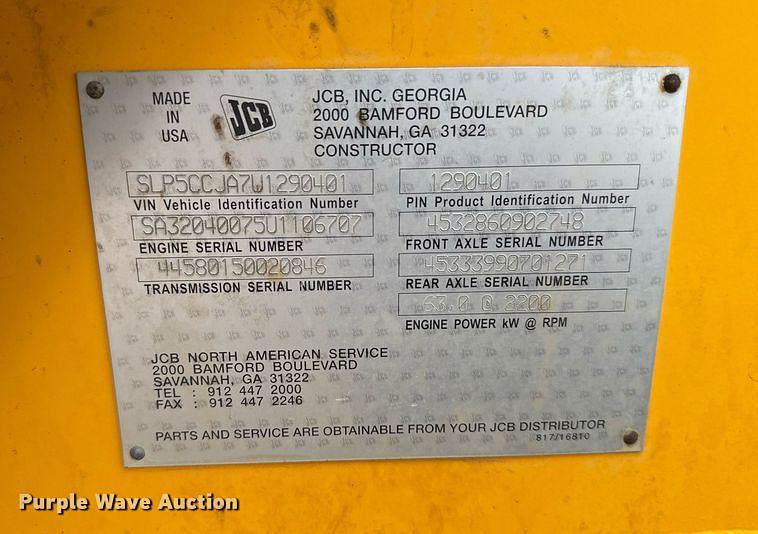 MADE
IN
USA
JCB
JCB, INC. GEORGIA
2000 BAMFORD BOULEVARD
SAVANNAH, GA 31322
CONSTRUCTOR
SLP5CCJA7W1290401
VIN Vehicle Identification Number
1290401
PIN Product Identification Number
SA32040075U1106707
ENGINE SERIAL NUMBER
4532860902748
FRONT AXLE SERIAL NUMBER
44580150020846
TRANSMISSION SERIAL NUMBER
45333990701271
REAR AXLE SERIAL NUMBER
63.0 @ 2200
ENGINE POWER kW @ RPM
JCB NORTH AMERICAN SERVICE
2000 BAMFORD BOULEVARD
SAVANNAH, GA 31322
TEL : 912 447 2000
FAX : 912 447 2246
PARTS AND SERVICE ARE OBTAINABLE FROM YOUR JCB DISTRIBUTOR
817/16810
Purple Wave Auction